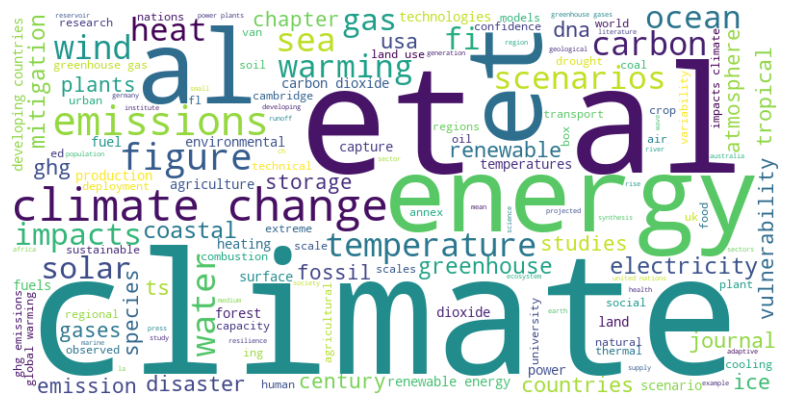 reservoir
power plants
greenhouse gases
research
nations
chapter
gas
technologies
models
confidence
world
ocean
developing countries
mitigation
wind
heat
al
van
sea
usa
fi
et
region
land use
generation
dna
geological
literature
carbon
atmosphere
impacts climate
tropical
greenhouse gas
soil
warming
scenarios
drought
coal
variability
plants
carbon dioxide
small
germany
urban
fl
cambridge
emissions
et al
developing
transport
crop
institute
runoff
fuel
environmental
regions
box
air
wave
river
ed
population
figure
capture
oil
renewable
temperatures
australia
ghg
production
technical
uk
sector
deployment
agriculture
storage
energy
climate change
annex
mean
science
projected
rise
food
synthesis
vulnerability
impacts
coastal
extreme
temperature
studies
sectors
africa
sustainable
heating
scale
combustion
solar
surface
fossil
scales
greenhouse
electricity
ecosystem
united nations
health
plant
fuels
ts
water
climate
regional
medium
society
agricultural
social
ghg emissions
global warming
gases
species
forest
dioxide
earth
university
land
natural
adaptive
marine
press
capacity
observed
study
resilience
thermal
journal
cooling
la
ing
emission
disaster
human
century
renewable energy
countries
power
supply
scenario
example
ice